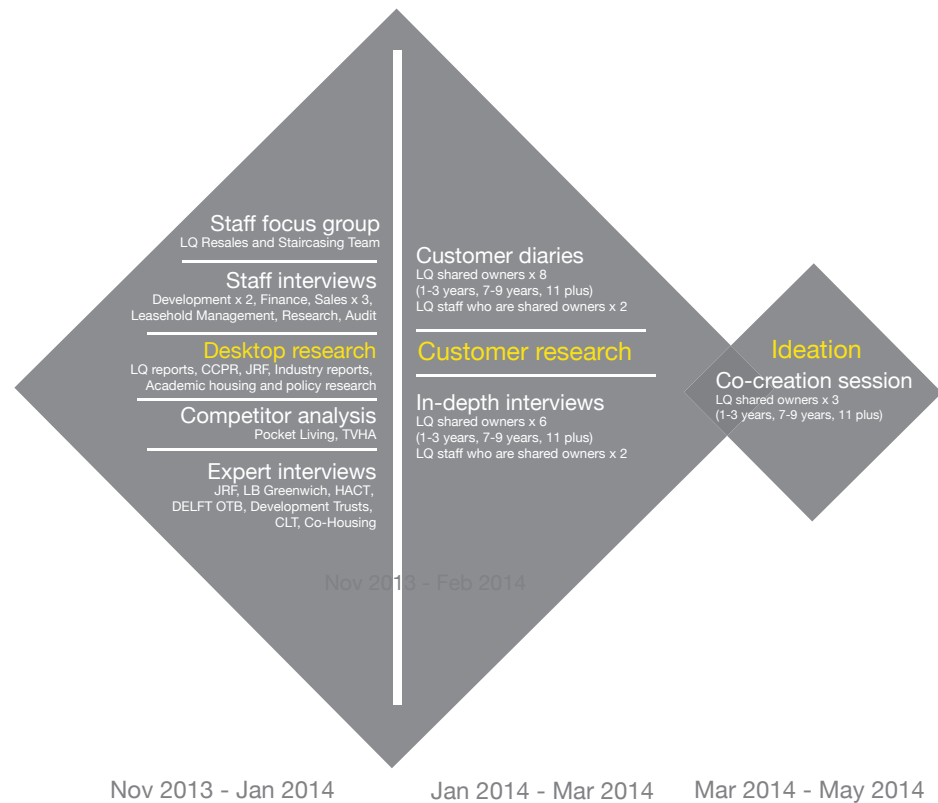 Staff focus group
LQ Resales and Staircasing Team
Staff interviews
Development x 2, Finance, Sales x 3,
Leasehold Management, Research, Audit
Desktop research
LQ reports, CCPR, JRF, Industry reports,
Academic housing and policy research
Competitor analysis
Pocket Living, TVHA
Expert interviews
JRF, LB Greenwich, HACT,
DELFT OTB, Development Trusts,
CLT, Co-Housing
Customer diaries
LQ shared owners x 8
(1-3 years, 7-9 years, 11 plus)
LQ staff who are shared owners x 2
Customer research
In-depth interviews
LQ shared owners x 6
(1-3 years, 7-9 years, 11 plus)
LQ staff who are shared owners x 2
Ideation
Co-creation session
LQ shared owners x 3
(1-3 years, 7-9 years, 11 plus)
Nov 2013 - Feb 2014
Nov 2013 - Jan 2014
Jan 2014 - Mar 2014
Mar 2014 - May 2014